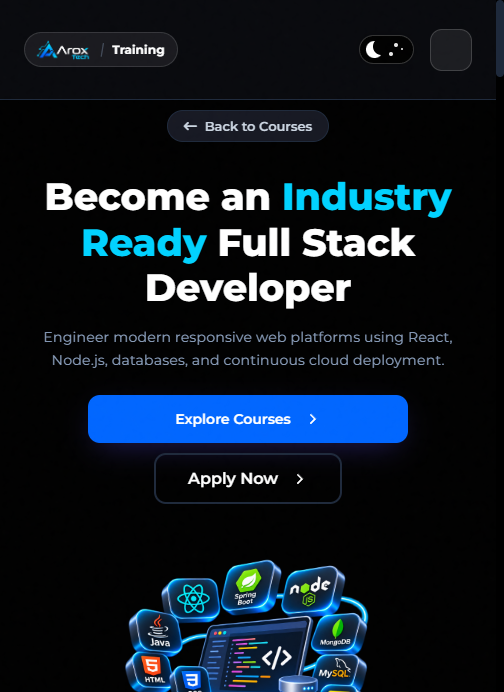 Arox
Tech
/ Training
← Back to Courses
Become an Industry
Ready Full Stack
Developer
Engineer modern responsive web platforms using React,
Node.js, databases, and continuous cloud deployment.
Explore Courses >
Apply Now >
Spring
Boot
node
JS
Java
</>
MongoDB
5
HTML
3
MySQL